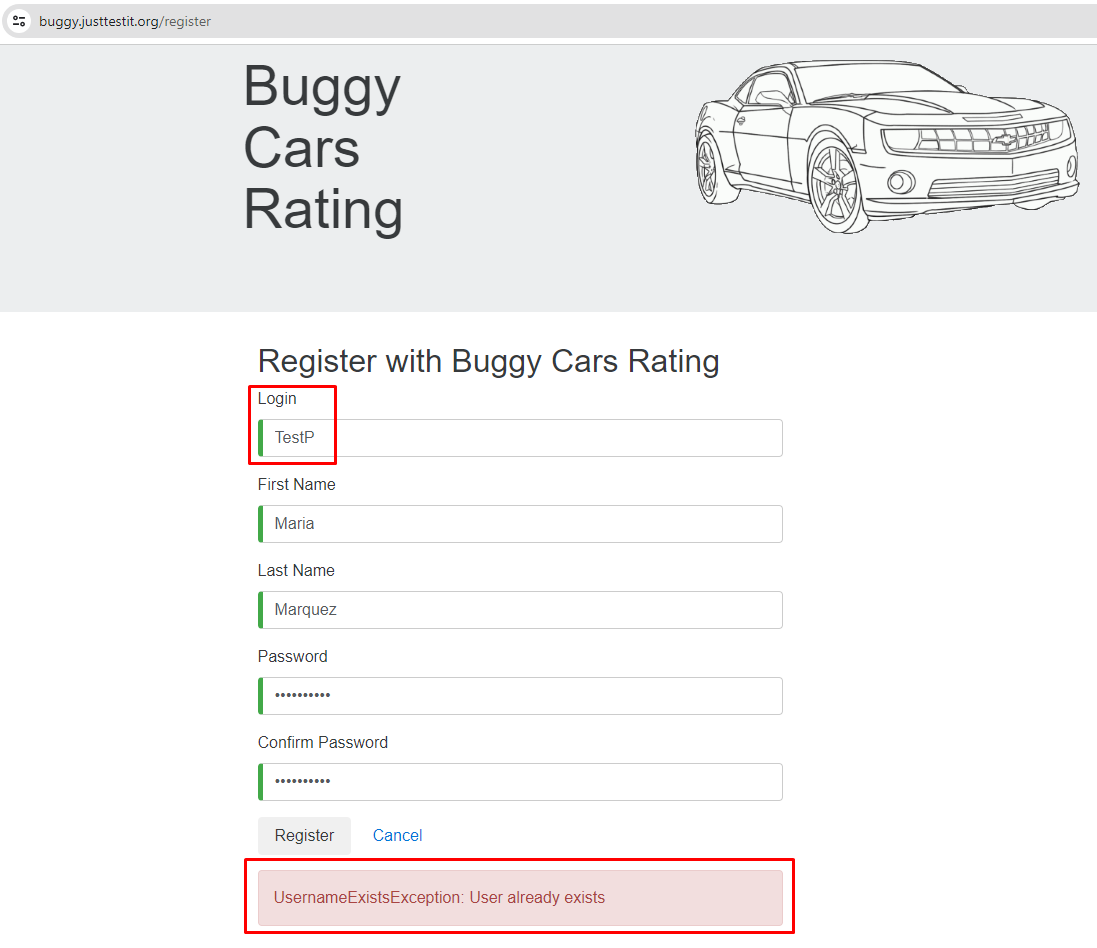 buggy.justtestit.org/register
Buggy
Cars
Rating
Register with Buggy Cars Rating
Login
TestP
First Name
Maria
Last Name
Marquez
Password
••••••••••
Confirm Password
••••••••••
Register Cancel
UsernameExistsException: User already exists